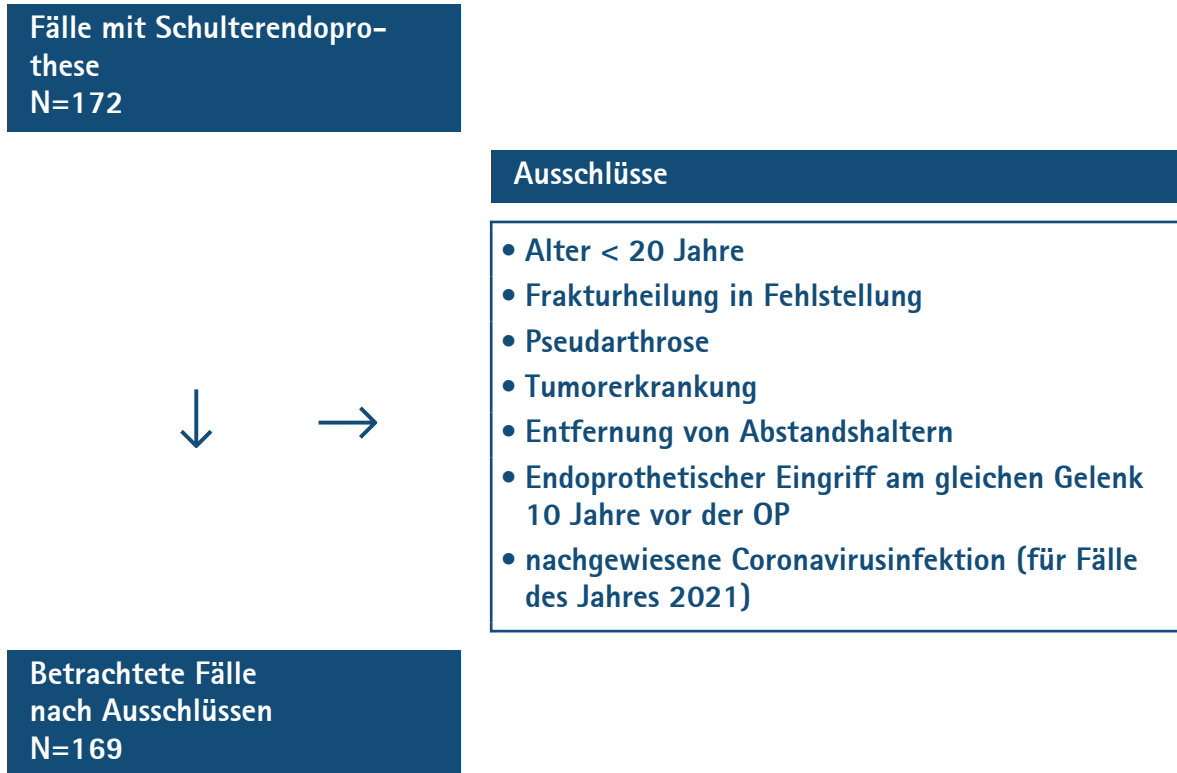 Fälle mit Schulterendopro-
these
N=172
Ausschlüsse
• Alter < 20 Jahre
• Frakturheilung in Fehlstellung
• Pseudarthrose
• Tumorerkrankung
• Entfernung von Abstandshaltern
• Endoprothetischer Eingriff am gleichen Gelenk
10 Jahre vor der OP
• nachgewiesene Coronavirusinfektion (für Fälle
des Jahres 2021)
Betrachtete Fälle
nach Ausschlüssen
N=169